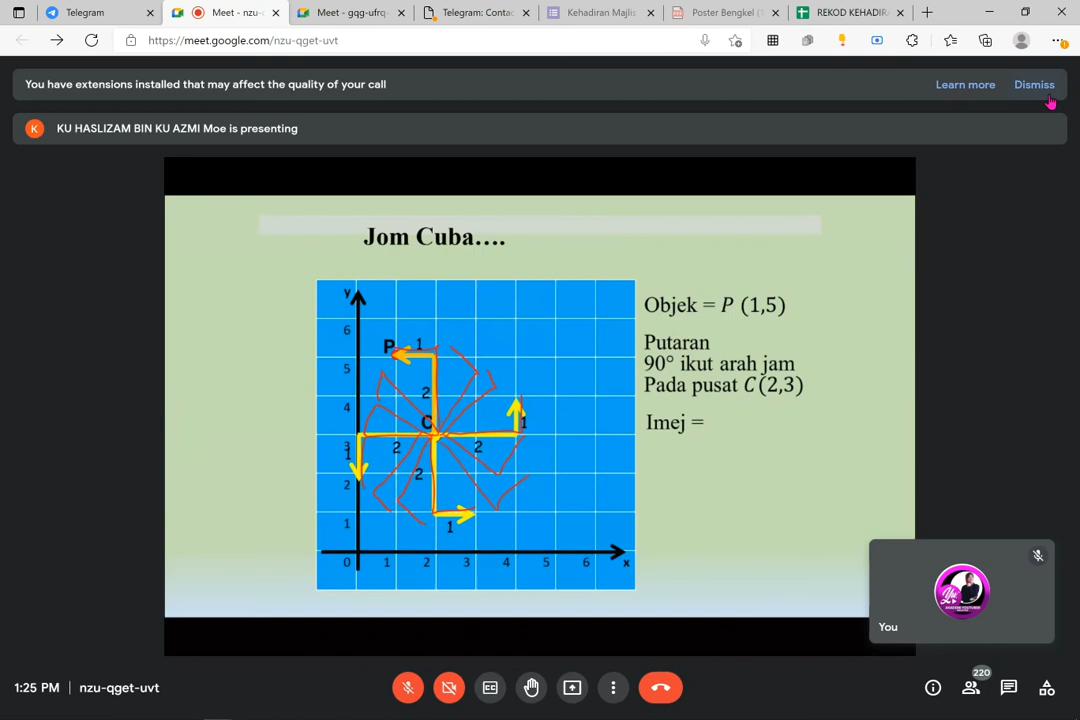 Telegram
Meet - nzu-
Meet - gqg-ufrq-
Telegram: Contac
Kehadiran Majlis
Poster Bengkel (1
REKOD KEHADIRA
https://meet.google.com/nzu-qget-uvt
You have extensions installed that may affect the quality of your call
Learn more
Dismiss
K
KU HASLIZAM BIN KU AZMI Moe is presenting
Jom Cuba....
y
6
5
4
3
2
1
0
1
2
3
4
5
6
x
P
1
2
C
1
2
2
1
2
1
Objek = P (1,5)
Putaran
90° ikut arah jam
Pada pusat C(2,3)
Imej =
You
1:25 PM
nzu-qget-uvt
220